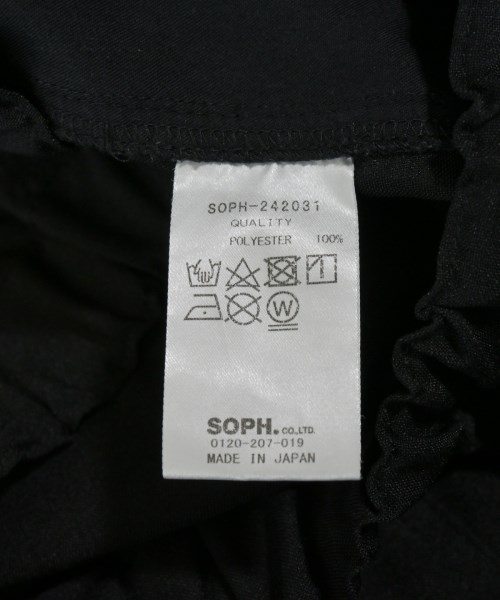 SOPH-242031
QUALITY
POLYESTER 100%
W
SOPH. CO.,LTD.
0120-207-019
MADE IN JAPAN